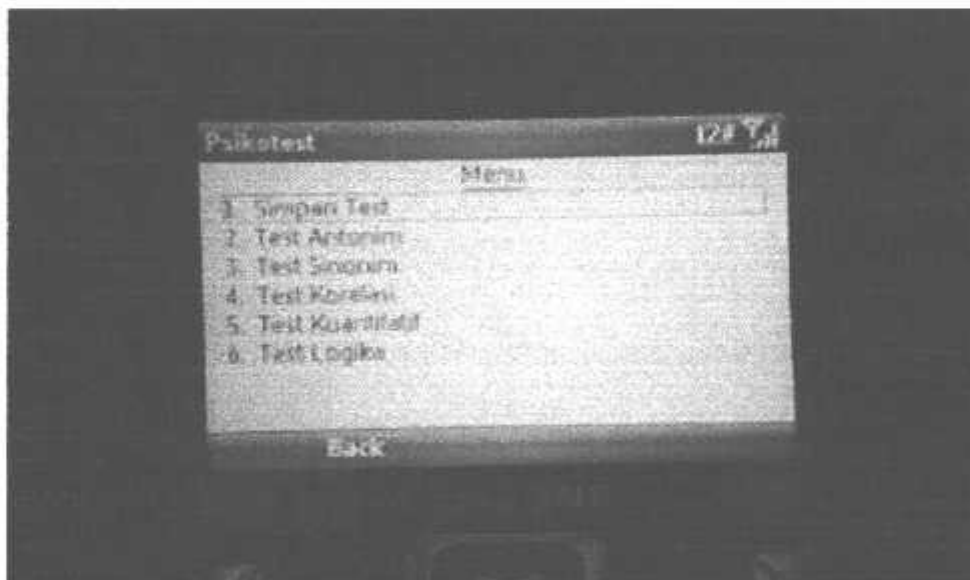 Psikotest 12#
Menu
1. Simpan Test
2. Test Antonim
3. Test Sinonim
4. Test Korelasi
5. Test Kuantitatif
6. Test Logika
Back